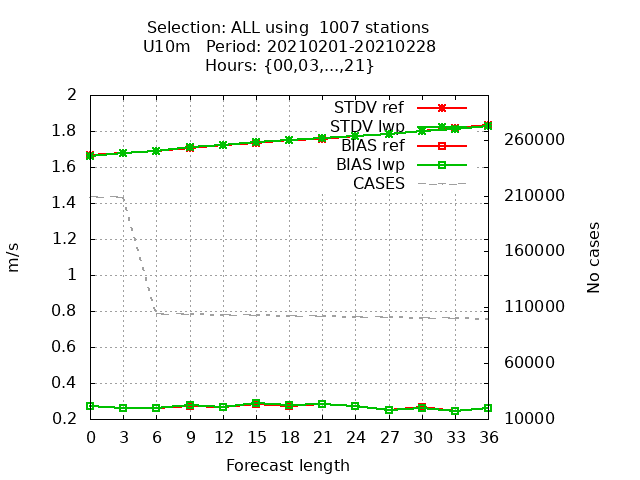 Selection: ALL using  1007 stations
U10m   Period: 20210201-20210228
Hours: {00,03,...,21}
STDV ref
STDV lwp
BIAS ref
BIAS lwp
CASES
2
1.8
1.6
1.4
1.2
1
0.8
0.6
0.4
0.2
260000
210000
160000
110000
60000
10000
m/s
No cases
0 3 6 9 12 15 18 21 24 27 30 33 36
Forecast length